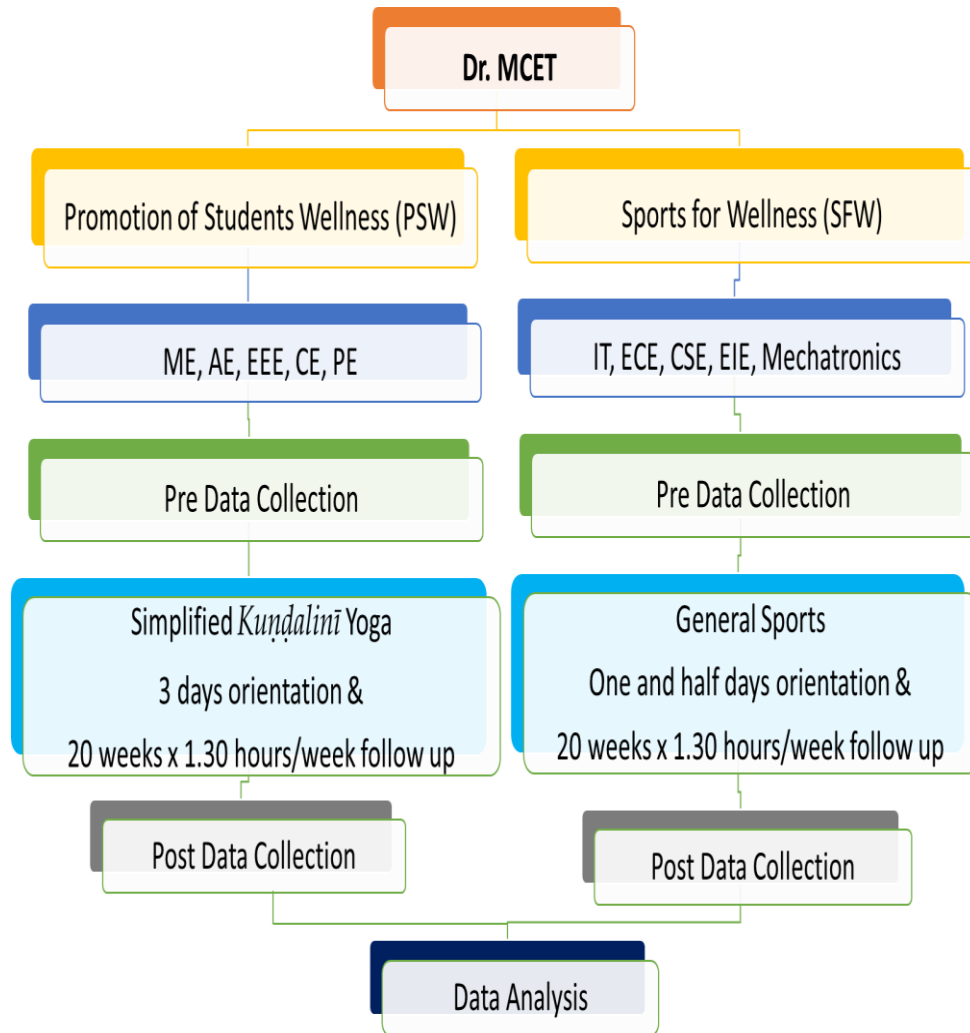 Dr. MCET
Promotion of Students Wellness (PSW)
Sports for Wellness (SFW)
ME, AE, EEE, CE, PE
IT, ECE, CSE, EIE, Mechatronics
Pre Data Collection
Pre Data Collection
Simplified Kuṇḍalinī Yoga
3 days orientation &
20 weeks x 1.30 hours/week follow up
General Sports
One and half days orientation &
20 weeks x 1.30 hours/week follow up
Post Data Collection
Post Data Collection
Data Analysis